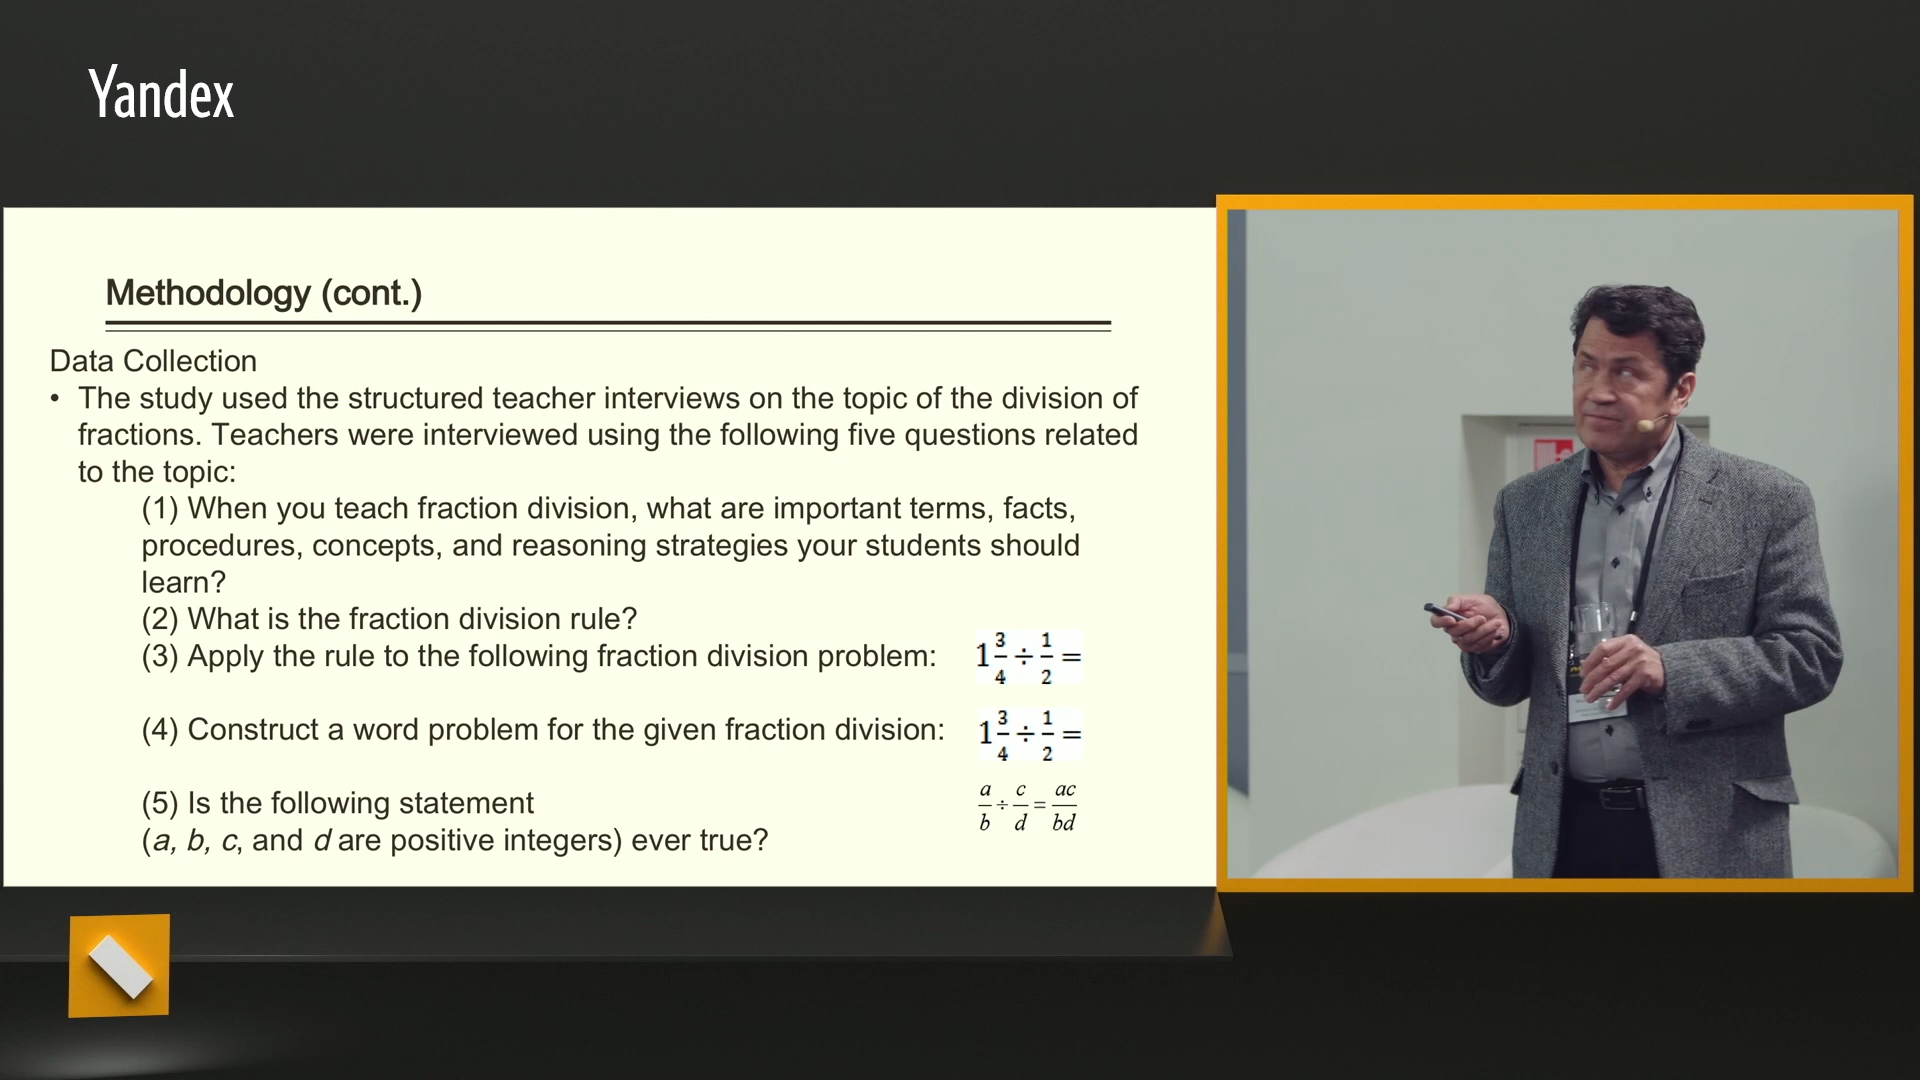 Yandex
Methodology (cont.)
Data Collection
• The study used the structured teacher interviews on the topic of the division of
fractions. Teachers were interviewed using the following five questions related
to the topic:
(1) When you teach fraction division, what are important terms, facts,
procedures, concepts, and reasoning strategies your students should
learn?
(2) What is the fraction division rule?
(3) Apply the rule to the following fraction division problem: 1 3/4 ÷ 1/2 =
(4) Construct a word problem for the given fraction division: 1 3/4 ÷ 1/2 =
(5) Is the following statement a/b ÷ c/d = ac/bd
(a, b, c, and d are positive integers) ever true?